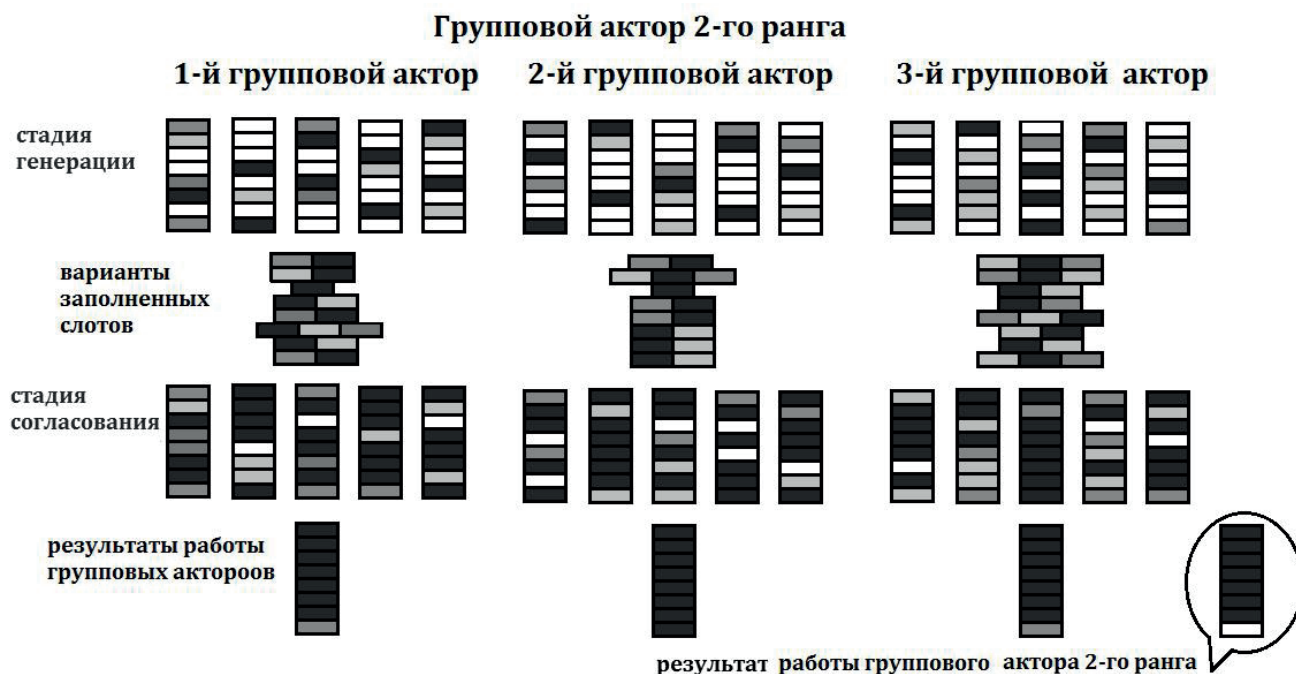 Групповой актор 2-го ранга
1-й групповой актор
2-й групповой актор
3-й групповой актор
стадия
генерации
варианты
заполненных
слотов
стадия
согласования
результаты работы
групповых актороов
результат работы группового актора 2-го ранга